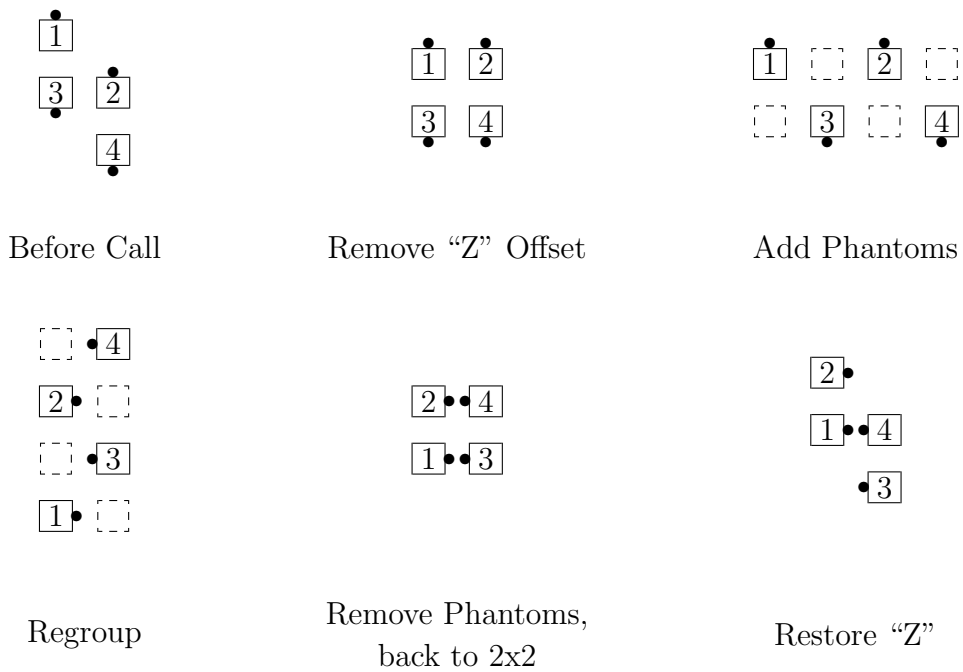 1
3 2
4
Before Call
1 2
3 4
Remove “Z” Offset
1 2
3 4
Add Phantoms
4
2
3
1
Regroup
2 4
1 3
Remove Phantoms,
back to 2x2
2
1 4
3
Restore “Z”